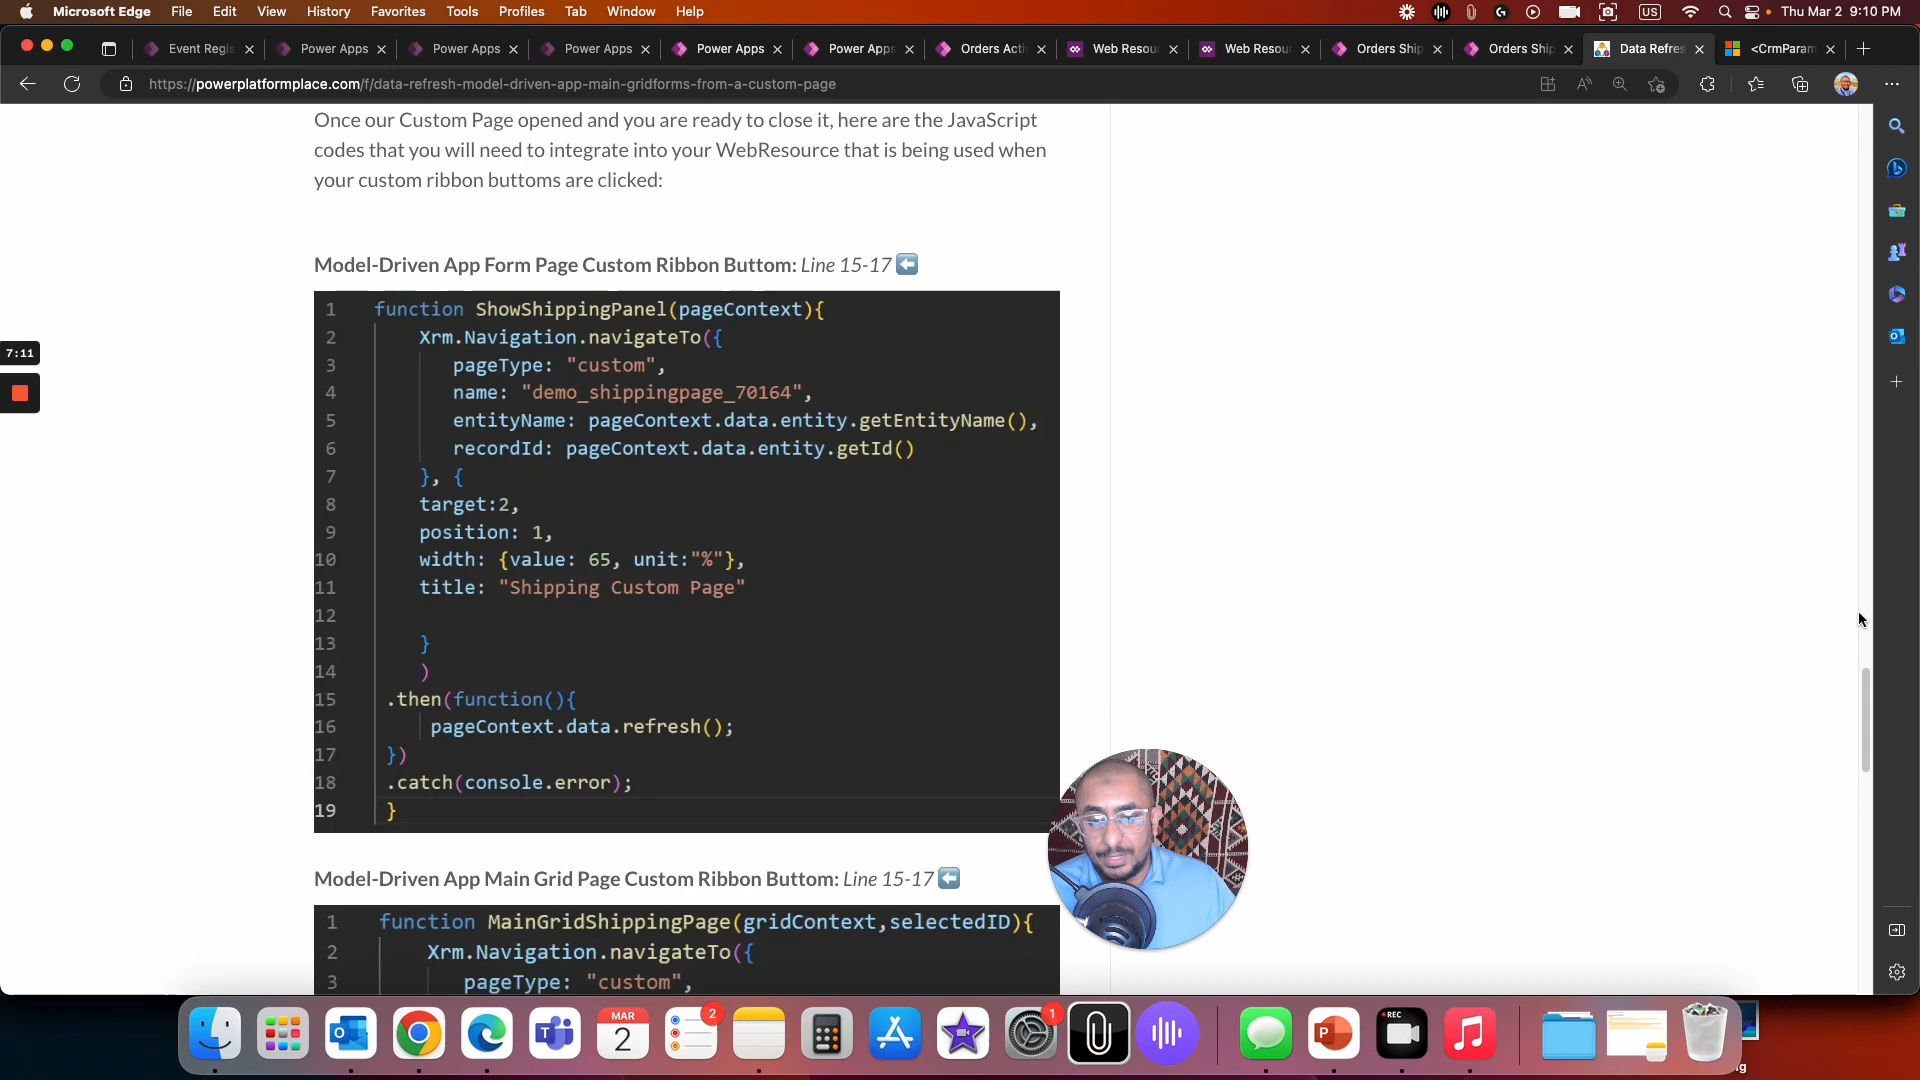 Microsoft Edge File Edit View History Favorites Tools Profiles Tab Window Help US Thu Mar 2 9:10 PM
Event Regis Power Apps Power Apps Power Apps Power Apps Power Apps Orders Acti Web Resour Web Resour Orders Ship Orders Ship Data Refres <CrmParam
https://powerplatformplace.com/f/data-refresh-model-driven-app-main-gridforms-from-a-custom-page
Once our Custom Page opened and you are ready to close it, here are the JavaScript
codes that you will need to integrate into your WebResource that is being used when
your custom ribbon buttoms are clicked:
Model-Driven App Form Page Custom Ribbon Buttom: Line 15-17
1 function ShowShippingPanel(pageContext){
2 Xrm.Navigation.navigateTo({
3 pageType: "custom",
4 name: "demo_shippingpage_70164",
5 entityName: pageContext.data.entity.getEntityName(),
6 recordId: pageContext.data.entity.getId()
7 }, {
8 target:2,
9 position: 1,
10 width: {value: 65, unit:"%"},
11 title: "Shipping Custom Page"
12
13 }
14 )
15 .then(function(){
16 pageContext.data.refresh();
17 })
18 .catch(console.error);
19 }
7:11
Model-Driven App Main Grid Page Custom Ribbon Buttom: Line 15-17
1 function MainGridShippingPage(gridContext,selectedID){
2 Xrm.Navigation.navigateTo({
3 pageType: "custom",
MAR
2
2
1
REC